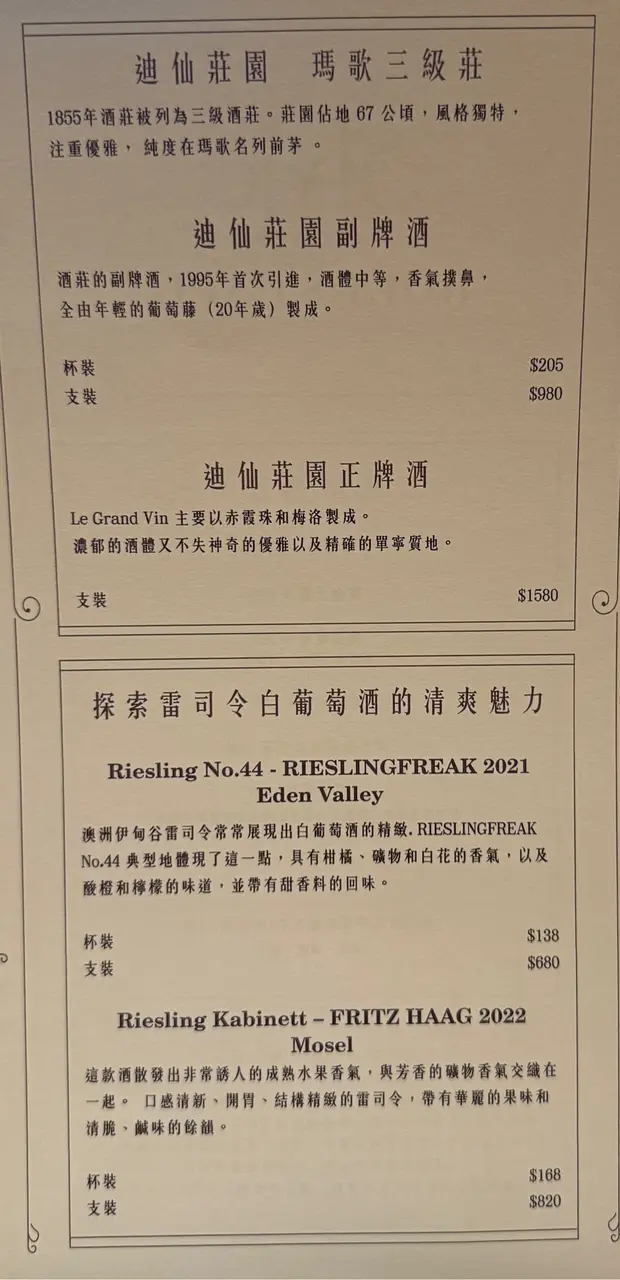 迪仙莊園 瑪歌三級莊
1855年酒莊被列為三級酒莊。莊園佔地 67 公頃，風格獨特，
注重優雅， 純度在瑪歌名列前茅 。
迪仙莊園副牌酒
酒莊的副牌酒，1995年首次引進，酒體中等，香氣撲鼻，
全由年輕的葡萄藤（20年歲）製成。
杯裝 $205
支裝 $980
迪仙莊園正牌酒
Le Grand Vin 主要以赤霞珠和梅洛製成。
濃郁的酒體又不失神奇的優雅以及精確的單寧質地。
支裝 $1580
探索雷司令白葡萄酒的清爽魅力
Riesling No.44 - RIESLINGFREAK 2021
Eden Valley
澳洲伊甸谷雷司令常常展現出白葡萄酒的精緻. RIESLINGFREAK
No.44 典型地體現了這一點，具有柑橘、礦物和白花的香氣，以及
酸橙和檸檬的味道，並帶有甜香料的回味。
杯裝 $138
支裝 $680
Riesling Kabinett – FRITZ HAAG 2022
Mosel
這款酒散發出非常誘人的成熟水果香氣，與芳香的礦物香氣交織在
一起。 口感清新、開胃、結構精緻的雷司令，帶有華麗的果味和
清脆、鹹味的餘韻。
杯裝 $168
支裝 $820